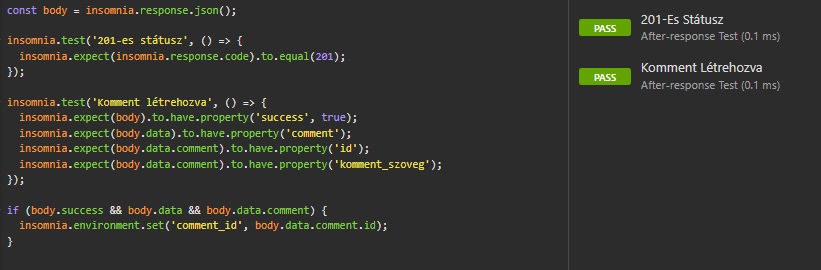 const body = insomnia.response.json();

insomnia.test('201-es státusz', () => {
  insomnia.expect(insomnia.response.code).to.equal(201);
});

insomnia.test('Komment létrehozva', () => {
  insomnia.expect(body).to.have.property('success', true);
  insomnia.expect(body.data).to.have.property('comment');
  insomnia.expect(body.data.comment).to.have.property('id');
  insomnia.expect(body.data.comment).to.have.property('komment_szoveg');
});

if (body.success && body.data && body.data.comment) {
  insomnia.environment.set('comment_id', body.data.comment.id);
}
PASS
201-Es Státusz
After-response Test (0.1 ms)
PASS
Komment Létrehozva
After-response Test (0.1 ms)